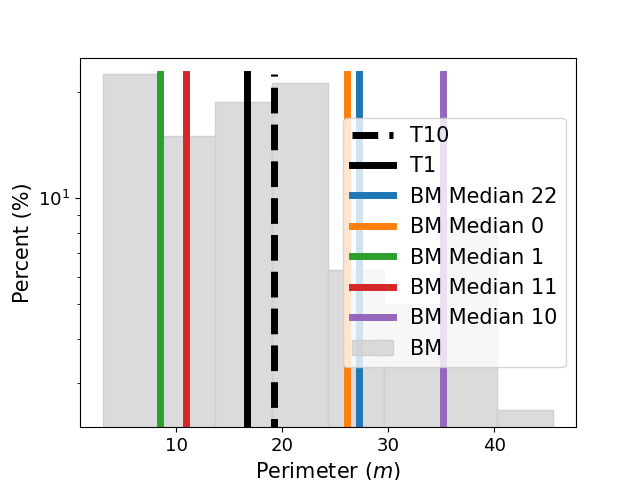 T10
T1
BM Median 22
BM Median 0
BM Median 1
BM Median 11
BM Median 10
BM
Percent (%)
10¹
10
20
30
40
Perimeter (m)